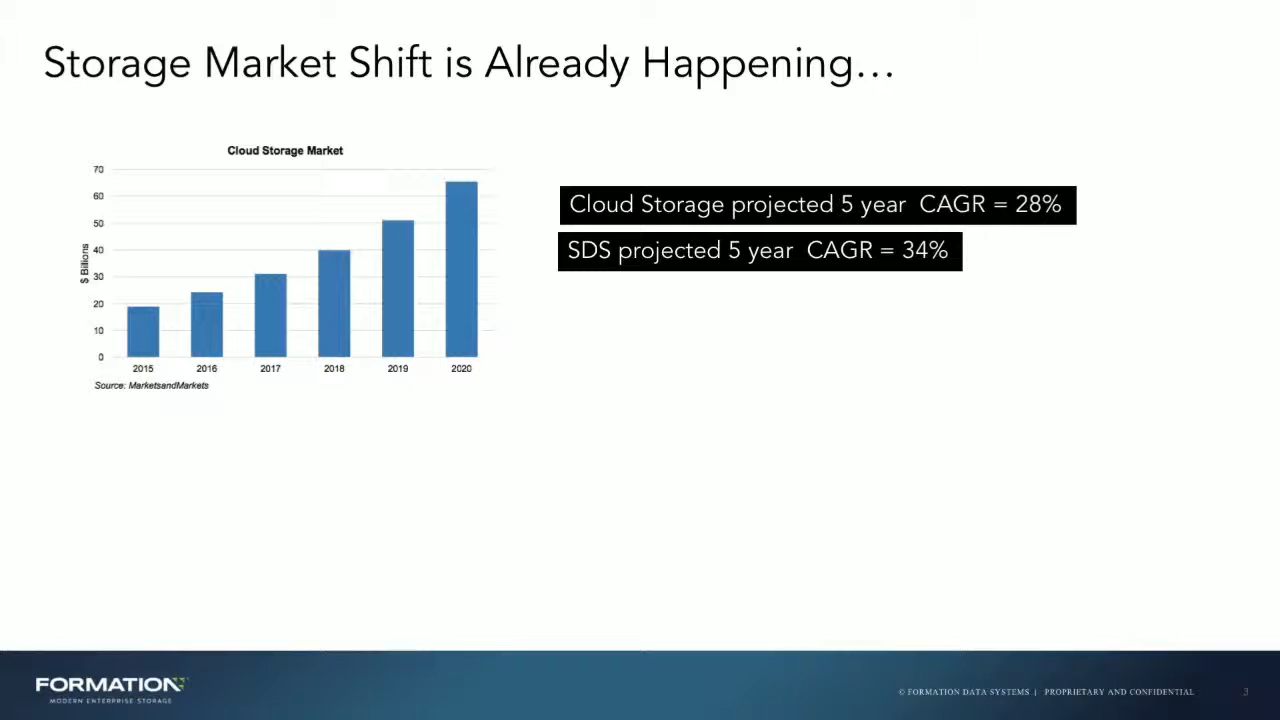 Storage Market Shift is Already Happening…
Cloud Storage Market
70
60
50
40
30
20
10
0
$ Billions
2015 2016 2017 2018 2019 2020
Source: MarketsandMarkets
Cloud Storage projected 5 year CAGR = 28%
SDS projected 5 year CAGR = 34%
FORMATION
MODERN ENTERPRISE STORAGE
© FORMATION DATA SYSTEMS | PROPRIETARY AND CONFIDENTIAL 3